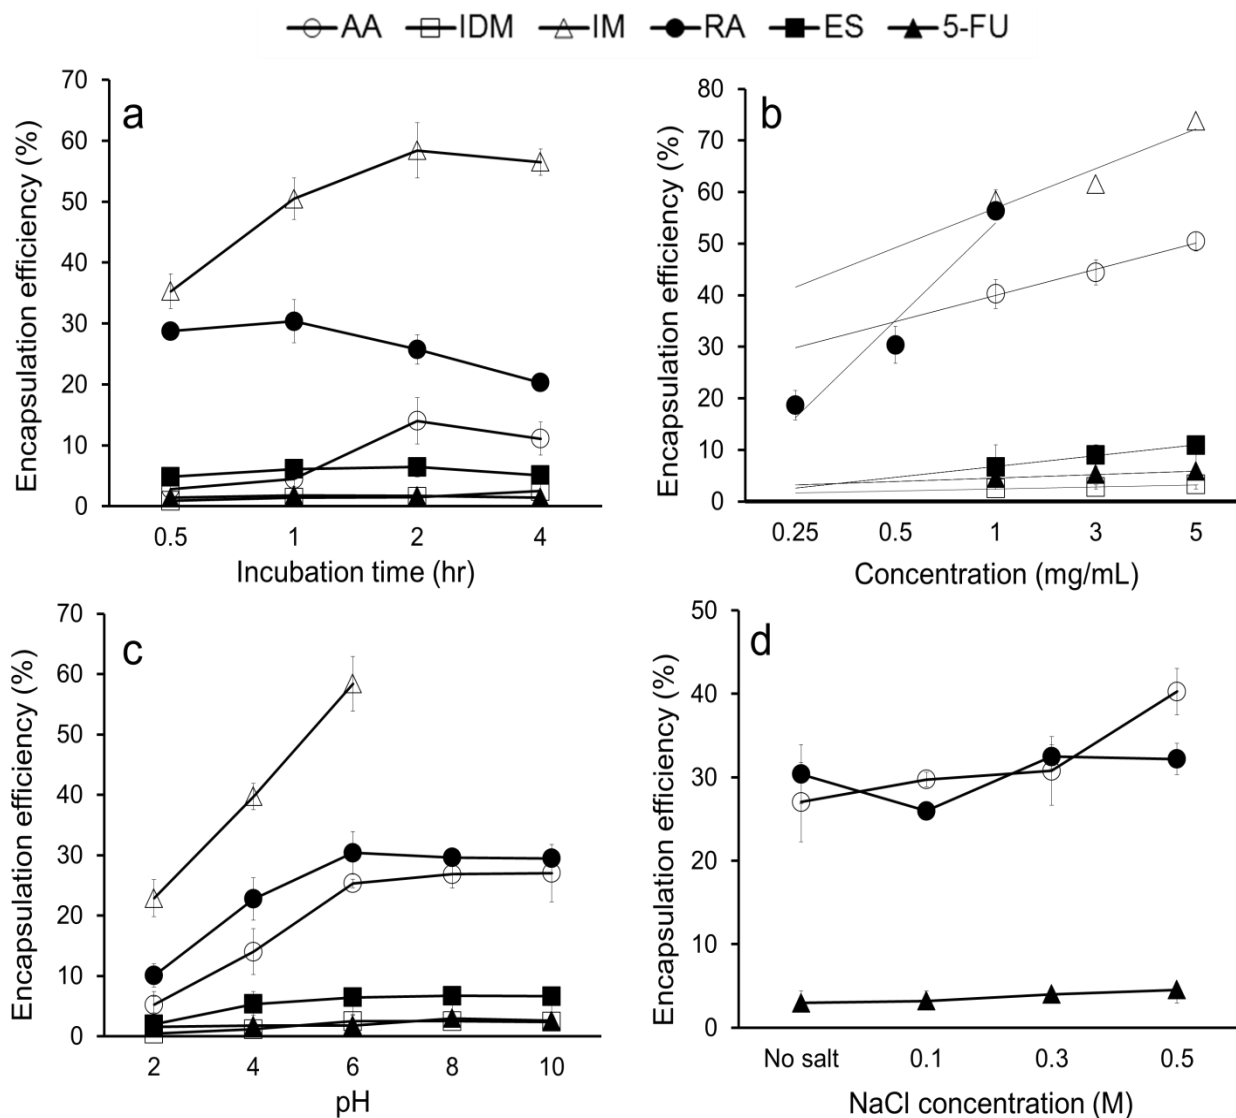 AA IDM IM RA ES 5-FU
a
Encapsulation efficiency (%)
70
60
50
40
30
20
10
0
0.5 1 2 4
Incubation time (hr)
b
Encapsulation efficiency (%)
80
70
60
50
40
30
20
10
0
0.25 0.5 1 3 5
Concentration (mg/mL)
c
Encapsulation efficiency (%)
70
60
50
40
30
20
10
0
2 4 6 8 10
pH
d
Encapsulation efficiency (%)
50
40
30
20
10
0
No salt 0.1 0.3 0.5
NaCl concentration (M)